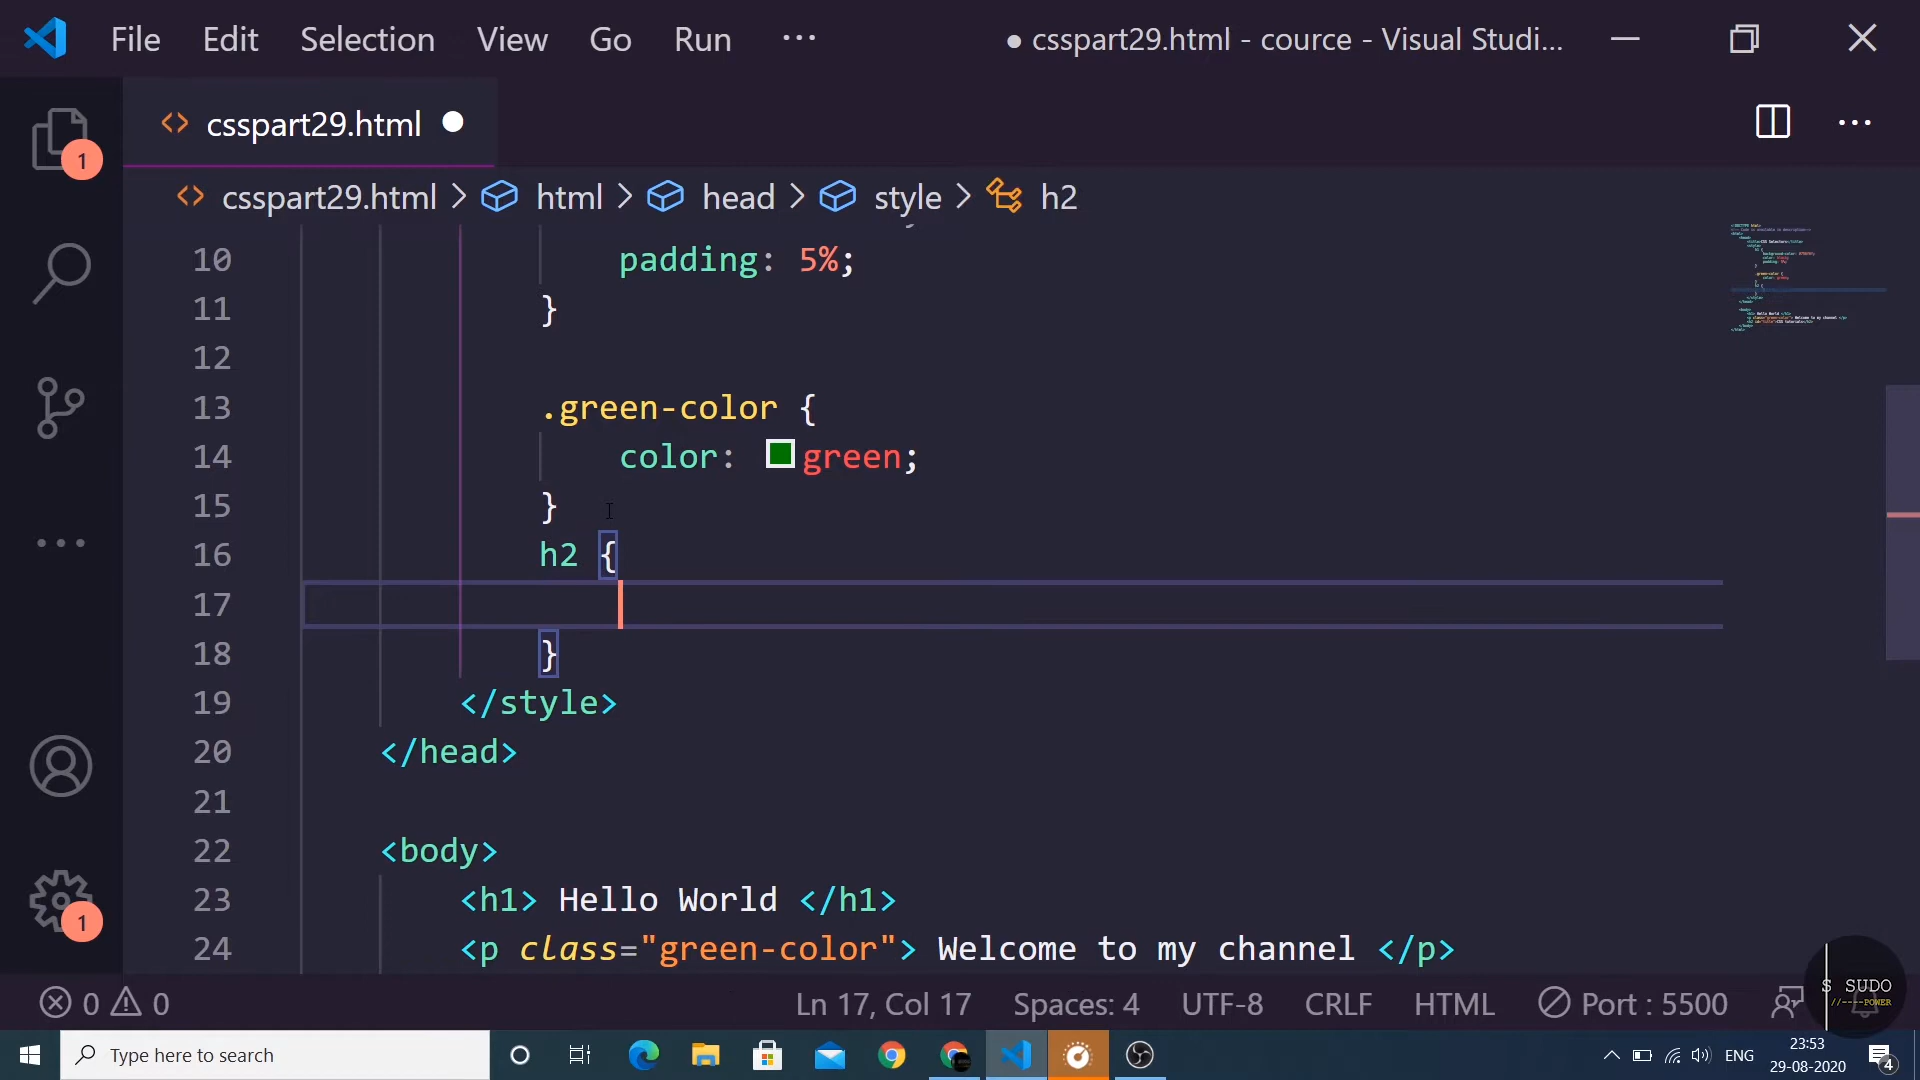 File Edit Selection View Go Run ···
● csspart29.html - cource - Visual Studi...
csspart29.html
1
csspart29.html > html > head > style > h2
10 padding: 5%;
11 }
12
13 .green-color {
14 color: green;
15 }
16 h2 {
17
18 }
19 </style>
20 </head>
21
22 <body>
23 <h1> Hello World </h1>
24 <p class="green-color"> Welcome to my channel </p>
1
0 0 Ln 17, Col 17 Spaces: 4 UTF-8 CRLF HTML Port : 5500
S SUDO
//----POWER
Type here to search
ENG
23:53
29-08-2020
4